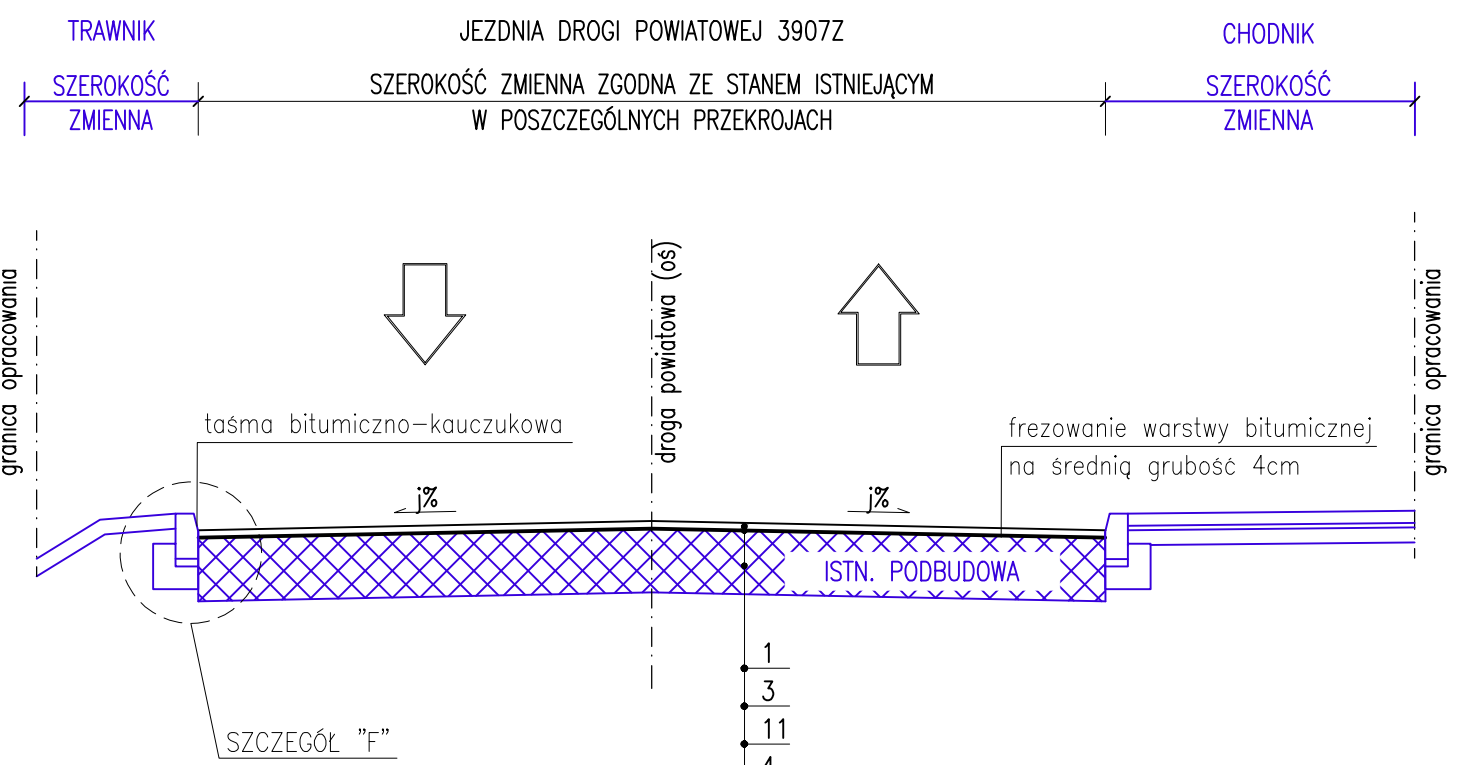 TRAWNIK
JEZDNIA DROGI POWIATOWEJ 3907Z
CHODNIK
SZEROKOŚĆ
ZMIENNA
SZEROKOŚĆ ZMIENNA ZGODNA ZE STANEM ISTNIEJĄCYM
W POSZCZEGÓLNYCH PRZEKROJACH
SZEROKOŚĆ
ZMIENNA
granica opracowania
droga powiatowa (oś)
granica opracowania
taśma bitumiczno-kauczukowa
frezowanie warstwy bitumicznej
na średnią grubość 4cm
j%
j%
ISTN. PODBUDOWA
1
3
11
SZCZEGÓŁ "F"